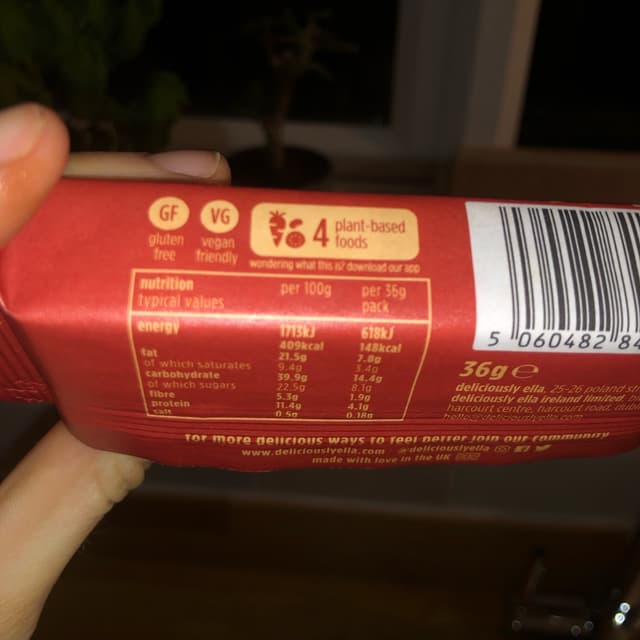 GF
VG
gluten free
vegan friendly
4 plant-based foods
wondering what this is? download our app
nutrition typical values per 100g per 36g pack
energy 1713kJ 618kJ
409kcal 148kcal
fat 21.5g 7.8g
of which saturates 9.4g 3.4g
carbohydrate 39.9g 14.4g
of which sugars 22.5g 8.1g
fibre 5.3g 1.9g
protein 11.4g 4.1g
salt 0.5g 0.18g
for more delicious ways to feel better join our community
www.deliciouslyella.com @deliciouslyella
made with love in the UK
5 060482 84
36g e
deliciously ella, 25-26 poland st
deliciously ella ireland limited,
harcourt centre, harcourt road,
hello@deliciouslyella.com